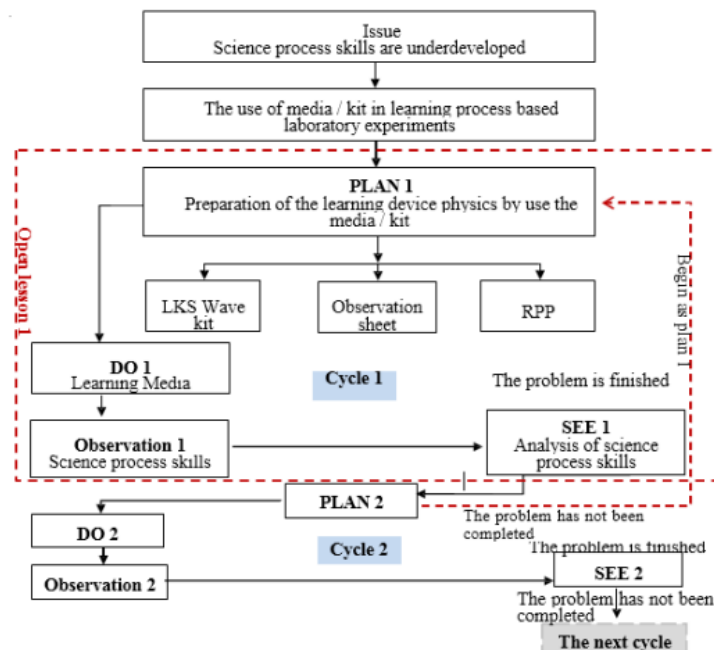 Issue
Science process skills are underdeveloped
The use of media / kit in learning process based
laboratory experiments
PLAN 1
Preparation of the learning device physics by use the
media / kit
Open lesson 1
Begin as plan 1
LKS Wave
kit
Observation
sheet
RPP
DO 1
Learning Media
Cycle 1
The problem is finished
Observation 1
Science process skills
SEE 1
Analysis of science
process skills
PLAN 2
The problem has not been
completed
DO 2
Cycle 2
The problem is finished
Observation 2
SEE 2
The problem has not been
completed
The next cycle